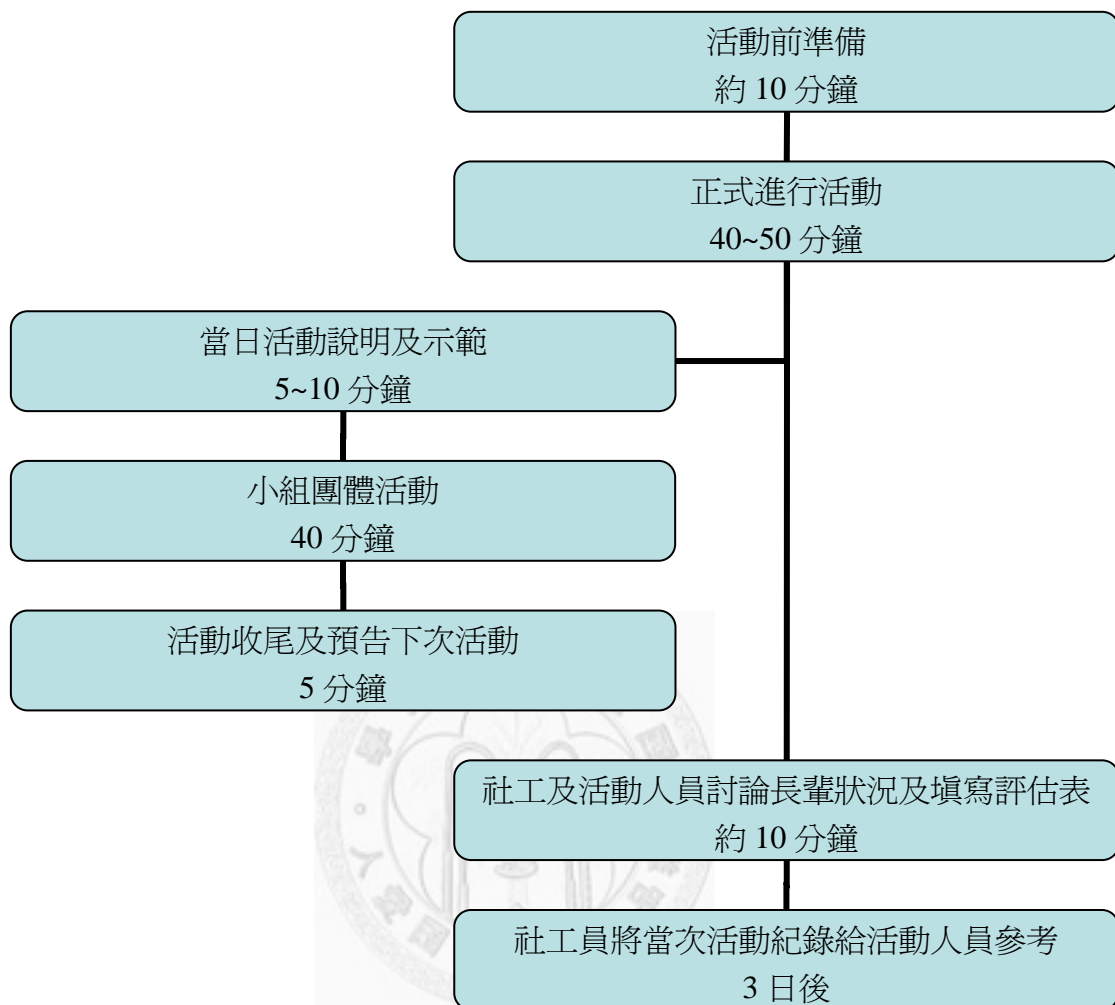 活動前準備
約 10 分鐘
正式進行活動
40~50 分鐘
當日活動說明及示範
5~10 分鐘
小組團體活動
40 分鐘
活動收尾及預告下次活動
5 分鐘
社工及活動人員討論長輩狀況及填寫評估表
約 10 分鐘
社工員將當次活動紀錄給活動人員參考
3 日後